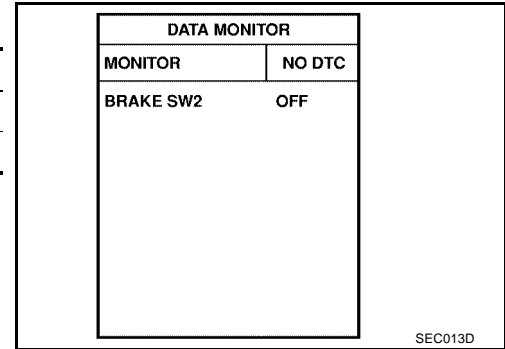 DATA MONITOR
MONITOR NO DTC
BRAKE SW2 OFF
SEC013D